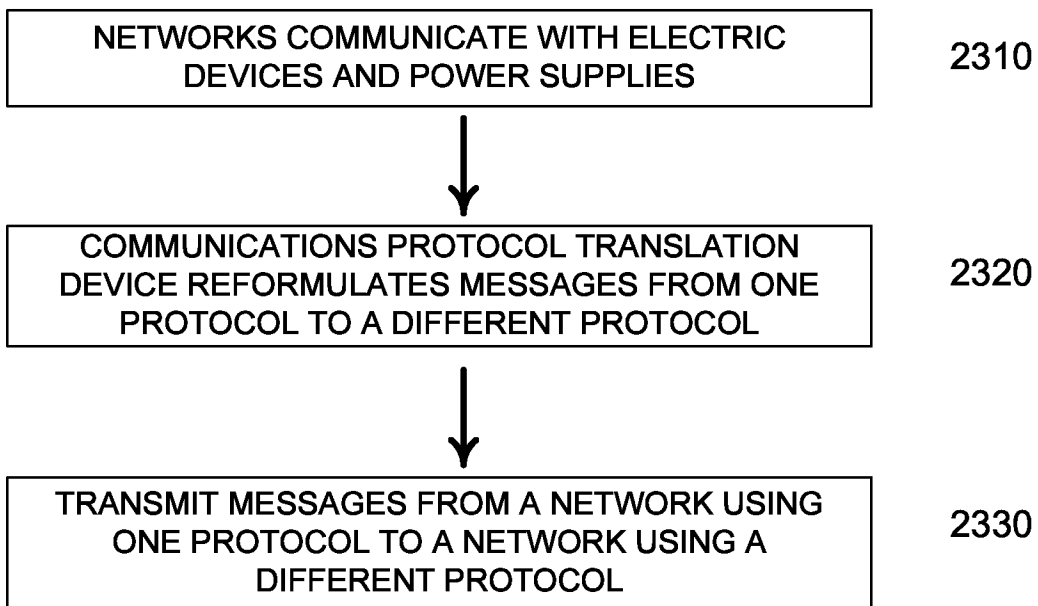 NETWORKS COMMUNICATE WITH ELECTRIC
DEVICES AND POWER SUPPLIES
2310
COMMUNICATIONS PROTOCOL TRANSLATION
DEVICE REFORMULATES MESSAGES FROM ONE
PROTOCOL TO A DIFFERENT PROTOCOL
2320
TRANSMIT MESSAGES FROM A NETWORK USING
ONE PROTOCOL TO A NETWORK USING A
DIFFERENT PROTOCOL
2330